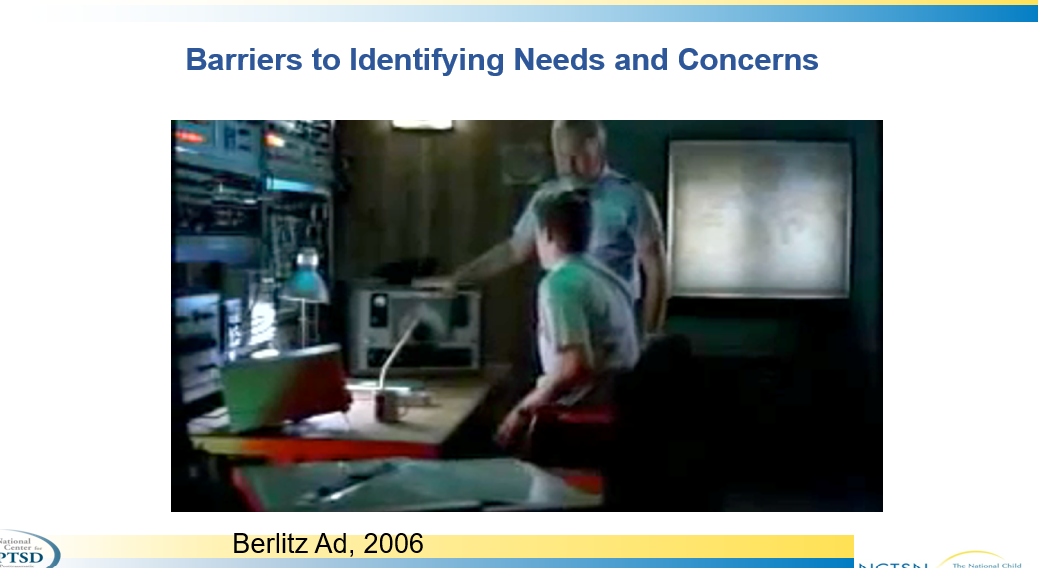 Barriers to Identifying Needs and Concerns
Berlitz Ad, 2006
National
Center for
PTSD
The National Child